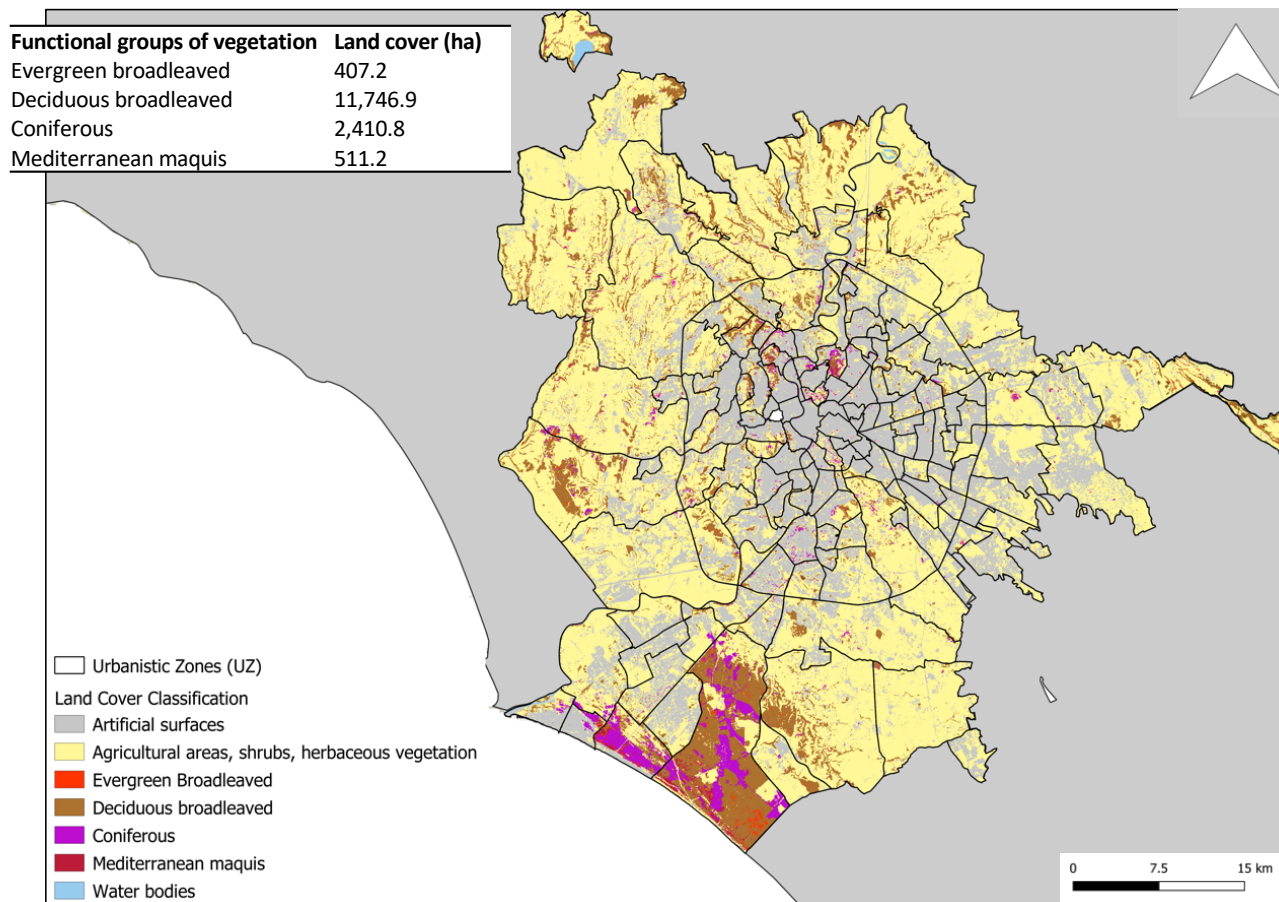 Functional groups of vegetation Land cover (ha)
Evergreen broadleaved 407.2
Deciduous broadleaved 11,746.9
Coniferous 2,410.8
Mediterranean maquis 511.2
Urbanistic Zones (UZ)
Land Cover Classification
Artificial surfaces
Agricultural areas, shrubs, herbaceous vegetation
Evergreen Broadleaved
Deciduous broadleaved
Coniferous
Mediterranean maquis
Water bodies
0 7.5 15 km